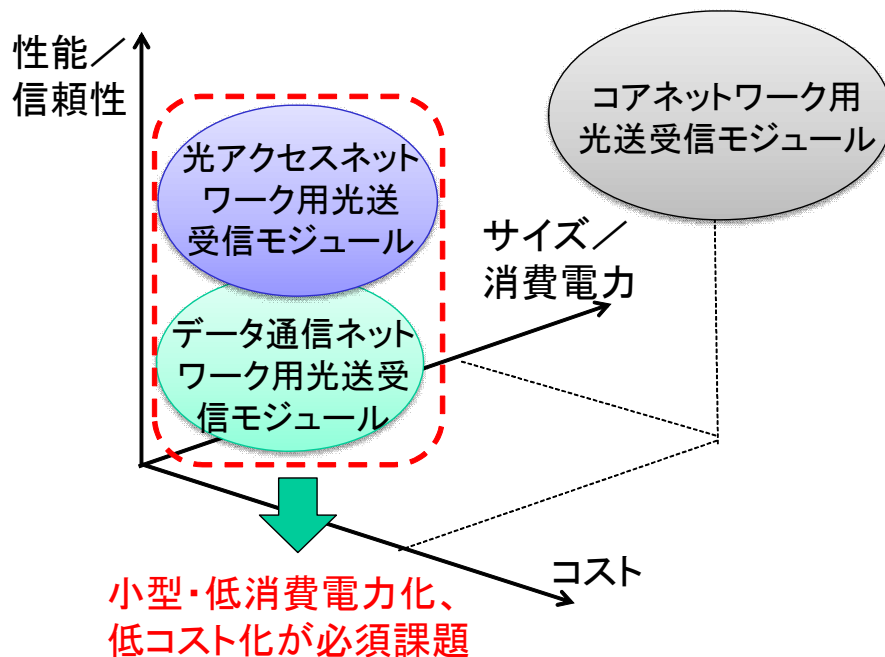 性能／
信頼性
コアネットワーク用
光送受信モジュール
光アクセスネット
ワーク用光送
受信モジュール
サイズ／
消費電力
データ通信ネット
ワーク用光送受
信モジュール
コスト
小型・低消費電力化、
低コスト化が必須課題